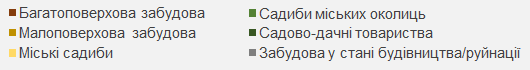 Багатоповерхова забудова
Малоповерхова забудова
Міські садиби
Садиби міських околиць
Садово-дачні товариства
Забудова у стані будівництва/руйнації